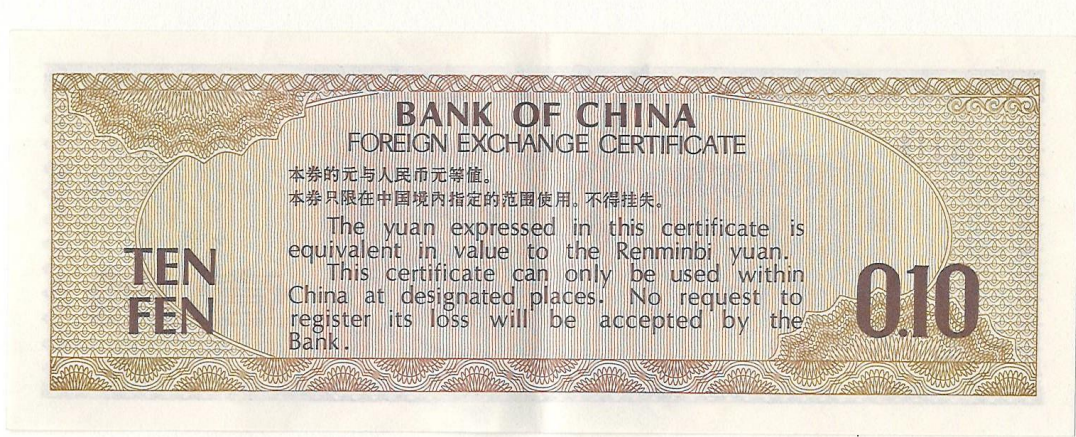 BANK OF CHINA
FOREIGN EXCHANGE CERTIFICATE
本券的元与人民币元等值。
本券只限在中国境内指定的范围使用。不得挂失。
The yuan expressed in this certificate is
equivalent in value to the Renminbi yuan.
This certificate can only be used within
China at designated places. No request to
register its loss will be accepted by the
Bank.
TEN
FEN
0.10